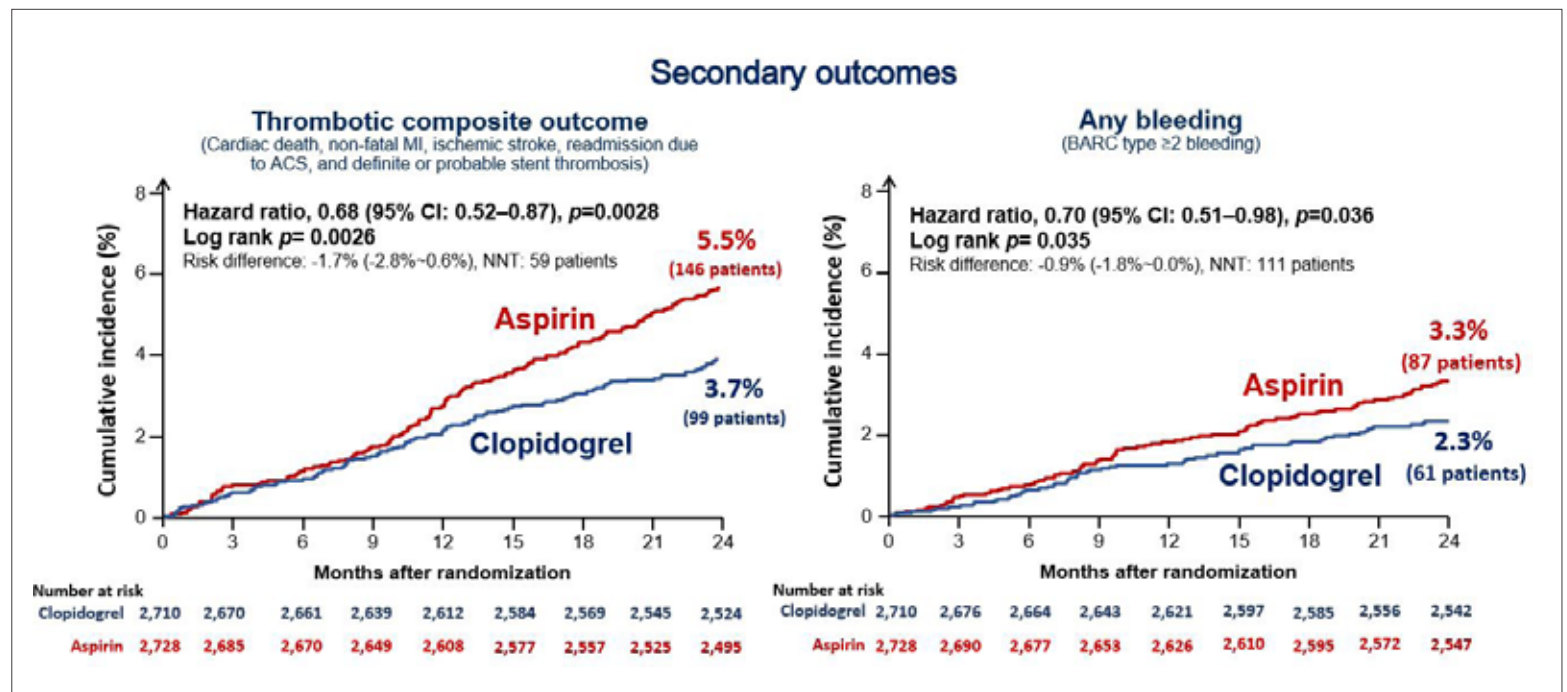 Secondary outcomes
Thrombotic composite outcome
(Cardiac death, non-fatal MI, ischemic stroke, readmission due
to ACS, and definite or probable stent thrombosis)
Cumulative incidence (%)
8
6
4
2
0
Hazard ratio, 0.68 (95% CI: 0.52–0.87), p=0.0028
Log rank p= 0.0026
Risk difference: -1.7% (-2.8%~0.6%), NNT: 59 patients
5.5%
(146 patients)
Aspirin
3.7%
(99 patients)
Clopidogrel
0 3 6 9 12 15 18 21 24
Months after randomization
Number at risk
Clopidogrel 2,710 2,670 2,661 2,639 2,612 2,584 2,569 2,545 2,524
Aspirin 2,728 2,685 2,670 2,649 2,608 2,577 2,557 2,525 2,495
Any bleeding
(BARC type ≥2 bleeding)
Cumulative incidence (%)
8
6
4
2
0
Hazard ratio, 0.70 (95% CI: 0.51–0.98), p=0.036
Log rank p= 0.035
Risk difference: -0.9% (-1.8%~0.0%), NNT: 111 patients
3.3%
(87 patients)
Aspirin
2.3%
Clopidogrel (61 patients)
0 3 6 9 12 15 18 21 24
Months after randomization
Number at risk
Clopidogrel 2,710 2,676 2,664 2,643 2,621 2,597 2,585 2,556 2,542
Aspirin 2,728 2,690 2,677 2,653 2,626 2,610 2,595 2,572 2,547